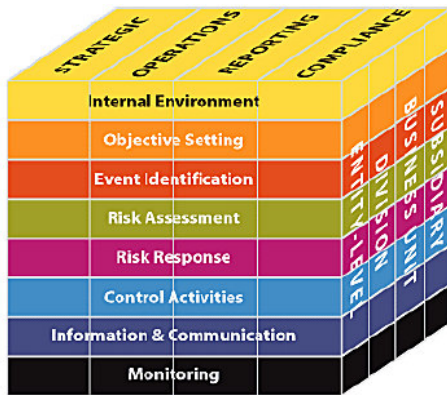 STRATEGIC
OPERATIONS
REPORTING
COMPLIANCE
Internal Environment
Objective Setting
Event Identification
Risk Assessment
Risk Response
Control Activities
Information & Communication
Monitoring
ENTITY-LEVEL
DIVISION
BUSINESS UNIT
SUBSIDIARY